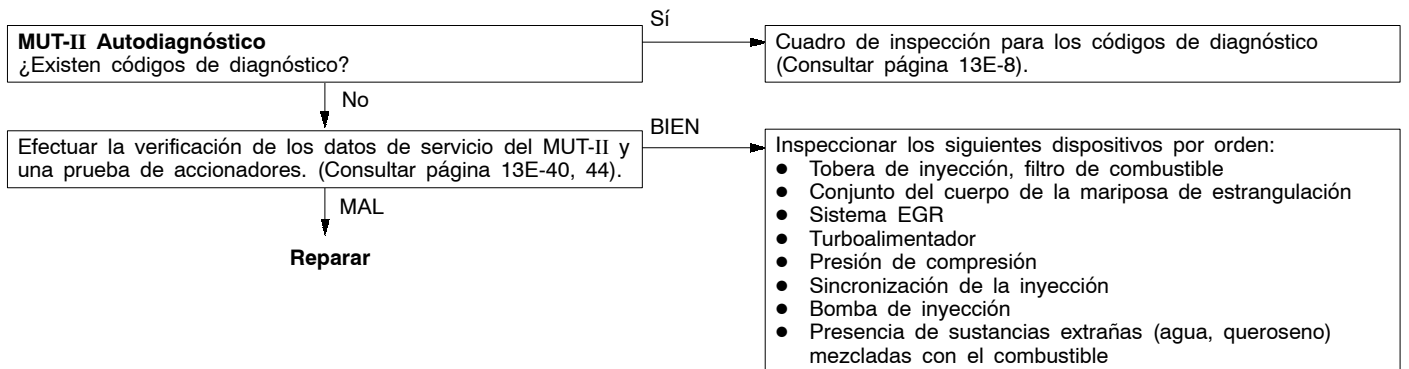 Sí
MUT-II Autodiagnóstico
¿Existen códigos de diagnóstico?
Cuadro de inspección para los códigos de diagnóstico
(Consultar página 13E-8).
No
BIEN
Efectuar la verificación de los datos de servicio del MUT-II y
una prueba de accionadores. (Consultar página 13E-40, 44).
Inspeccionar los siguientes dispositivos por orden:
● Tobera de inyección, filtro de combustible
● Conjunto del cuerpo de la mariposa de estrangulación
● Sistema EGR
● Turboalimentador
● Presión de compresión
● Sincronización de la inyección
● Bomba de inyección
● Presencia de sustancias extrañas (agua, queroseno)
mezcladas con el combustible
MAL
Reparar